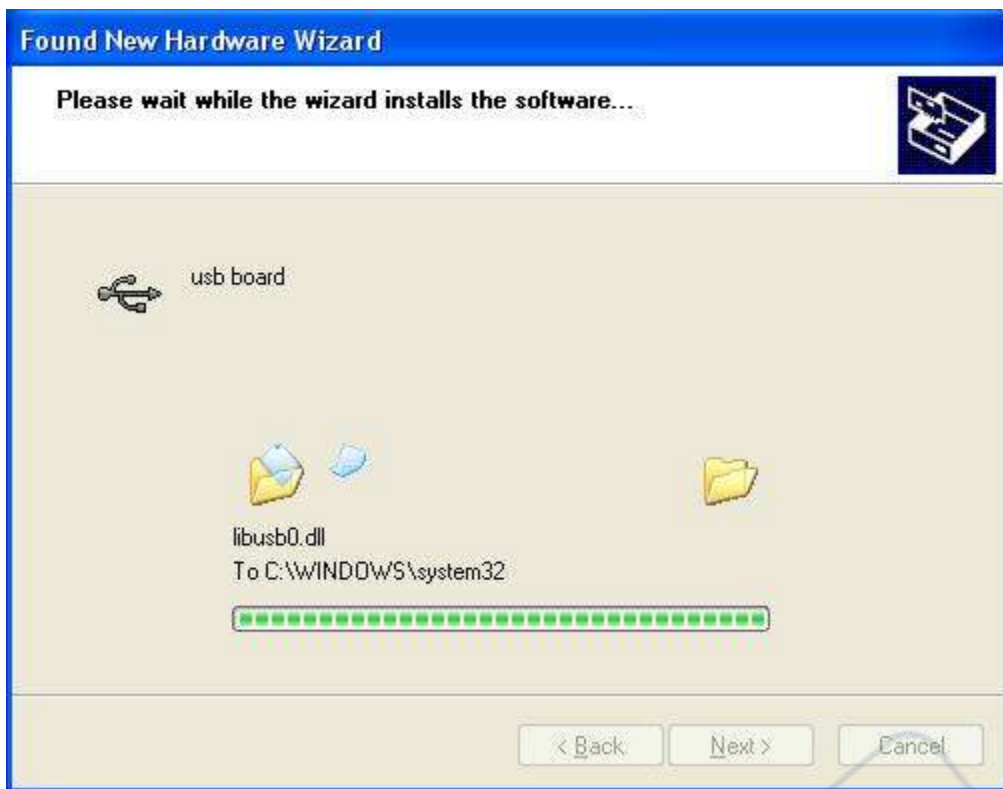 Found New Hardware Wizard
Please wait while the wizard installs the software...
usb board
libusb0.dll
To C:\WINDOWS\system32
< Back
Next >
Cancel